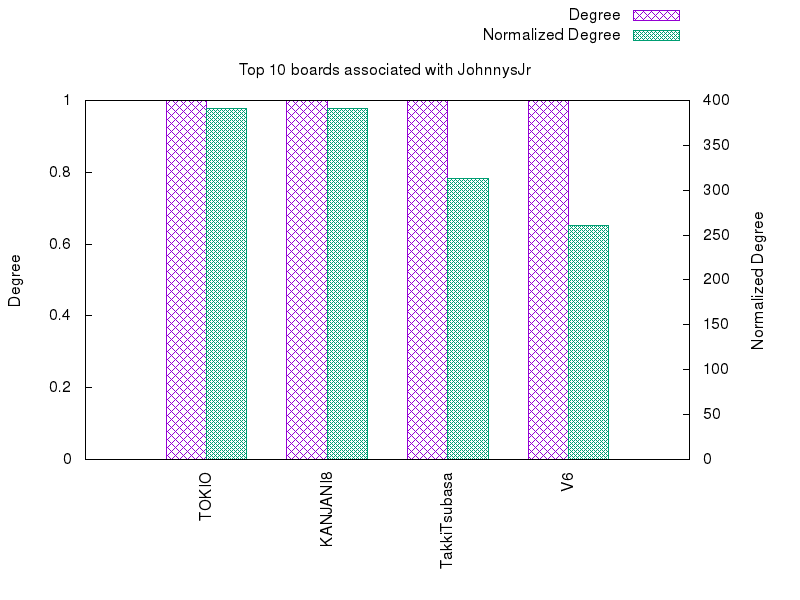 Degree
Normalized Degree
Top 10 boards associated with JohnnysJr
1
0.8
0.6
0.4
0.2
0
400
350
300
250
200
150
100
50
0
Degree
Normalized Degree
TOKIO
KANJANI8
TakkiTsubasa
V6